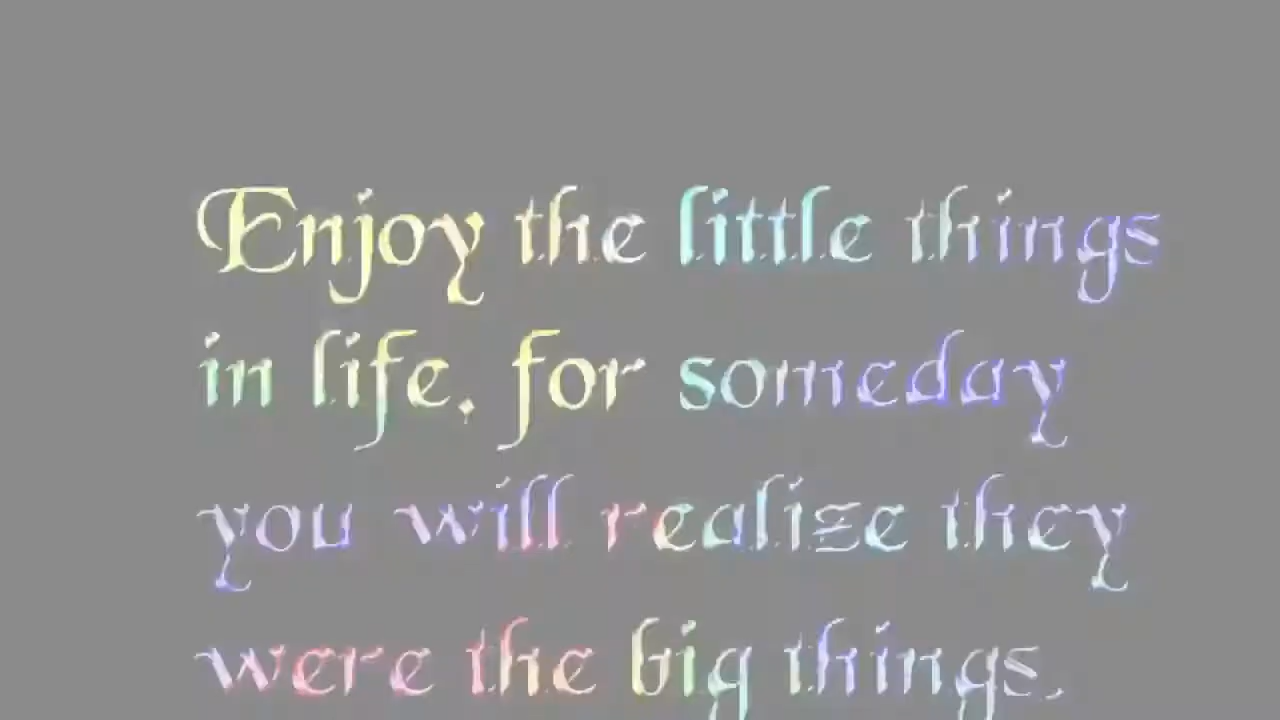 Enjoy the little things
in life, for someday
you will realize they
were the big things.